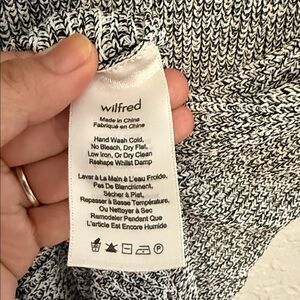 wilfred
Made in China
Fabriqué en Chine
Hand Wash Cold,
No Bleach, Dry Flat,
Low Iron, Or Dry Clean
Reshape Whilst Damp
Laver À La Main À L'eau Froide,
Pas De Blanchiment,
Sécher À Plat,
Repasser À Basse Température,
Ou Nettoyer À Sec
Remodeler Pendant Que
L'article Est Encore Humide
P